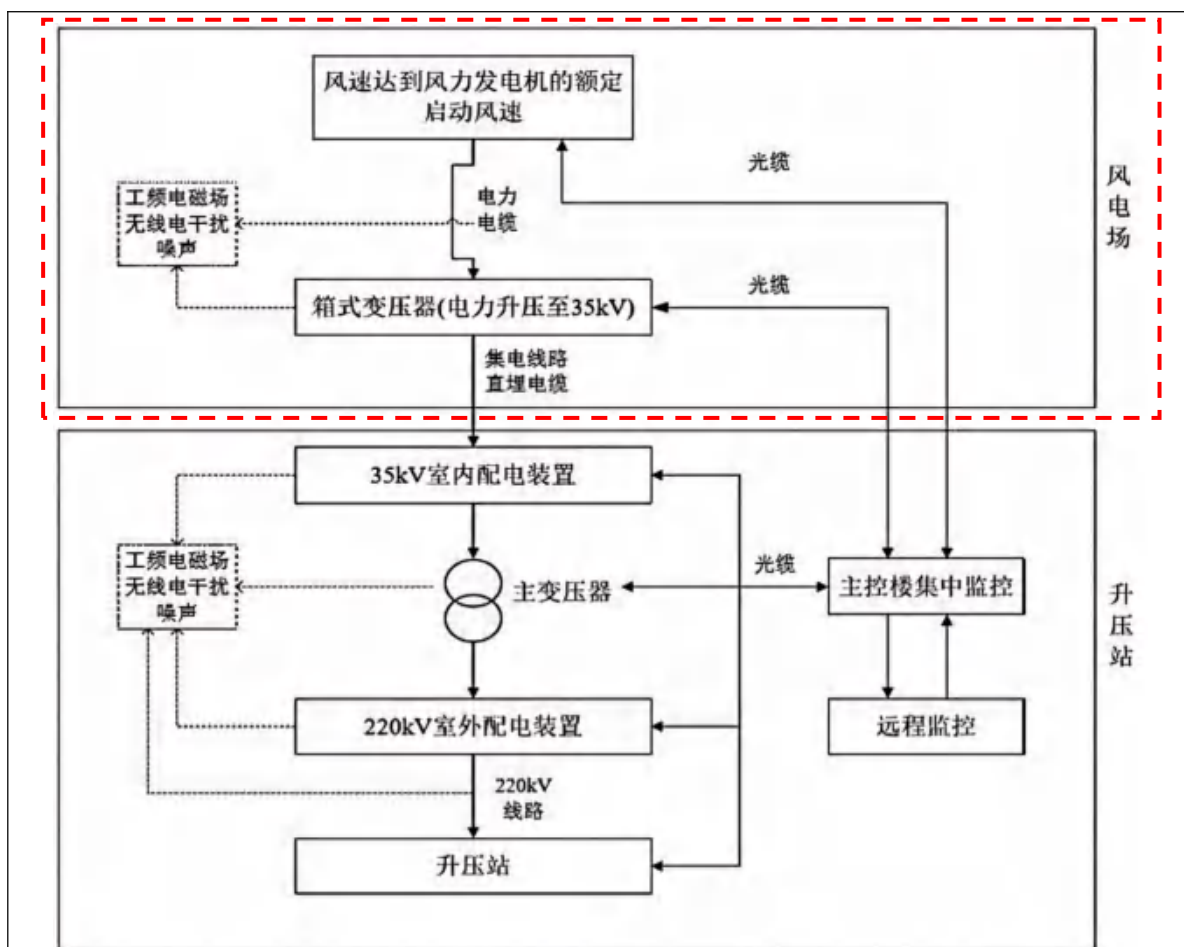 风速达到风力发电机的额定
启动风速
光缆
风
电
场
工频电磁场
无线电干扰
噪声
电力
电缆
光缆
箱式变压器(电力升压至35kV)
集电线路
直埋电缆
35kV室内配电装置
工频电磁场
无线电干扰
噪声
主变压器
光缆
主控楼集中监控
升
压
站
220kV室外配电装置
远程监控
220kV
线路
升压站